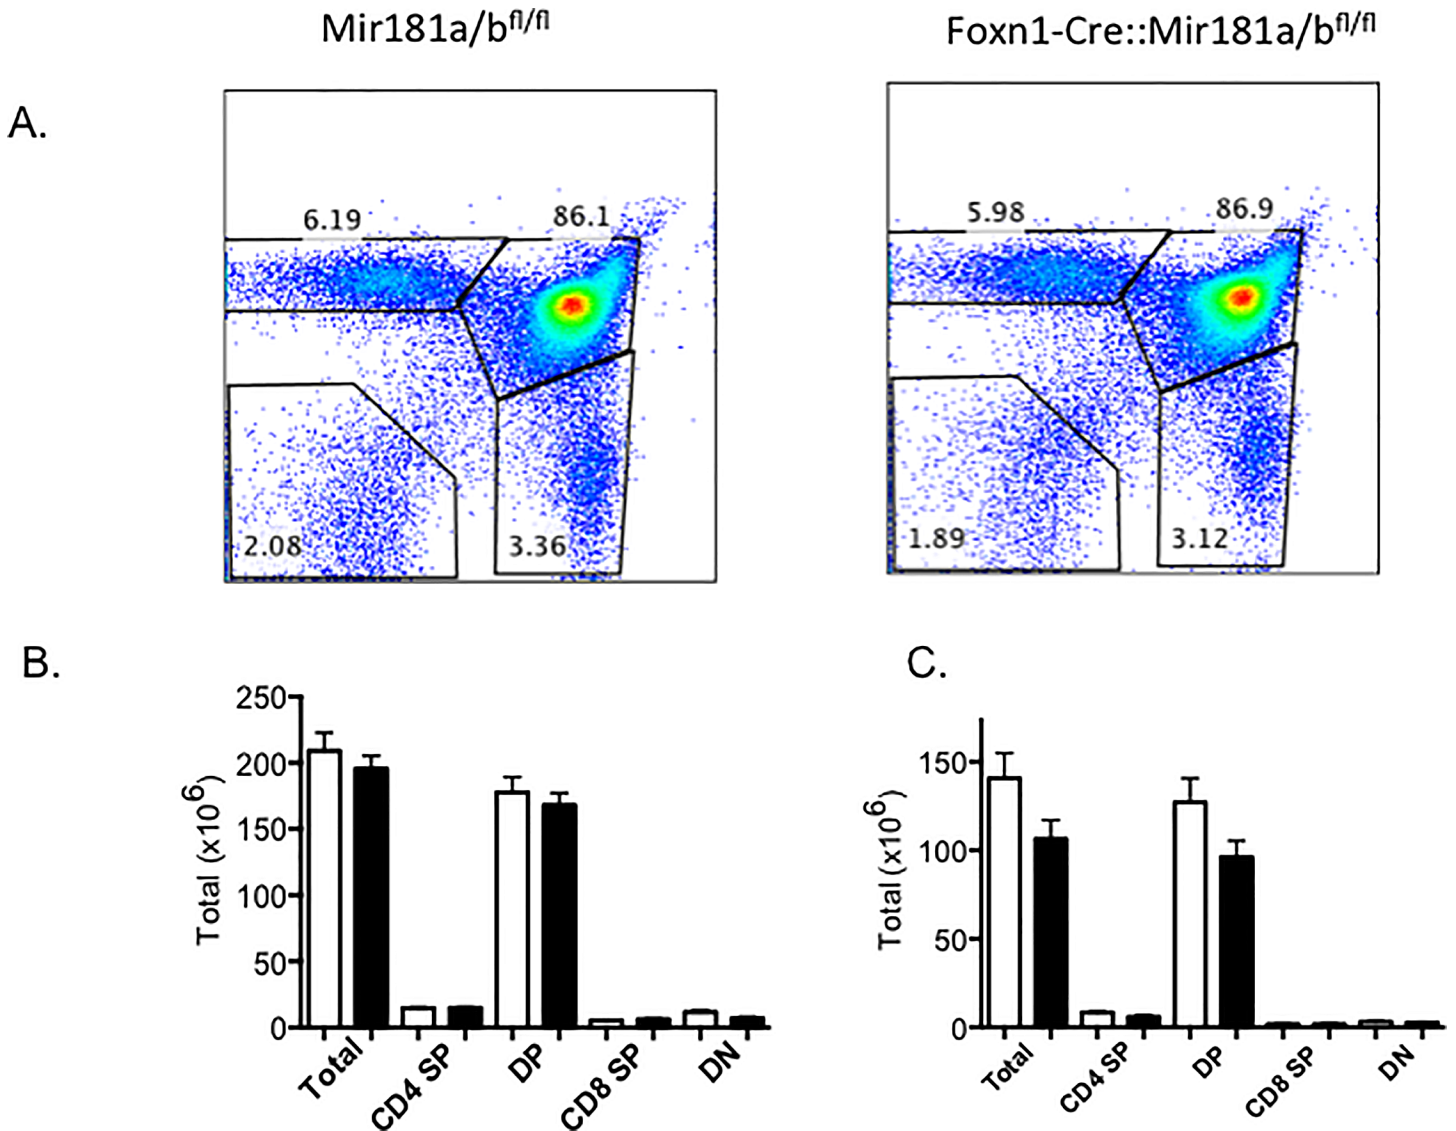 Mir181a/b^fl/fl
Foxn1-Cre::Mir181a/b^fl/fl
A.
6.19
86.1
2.08
3.36
5.98
86.9
1.89
3.12
B.
Total (x10^6)
250
200
150
100
50
0
Total
CD4 SP
DP
CD8 SP
DN
C.
Total (x10^6)
150
100
50
0
Total
CD4 SP
DP
CD8 SP
DN